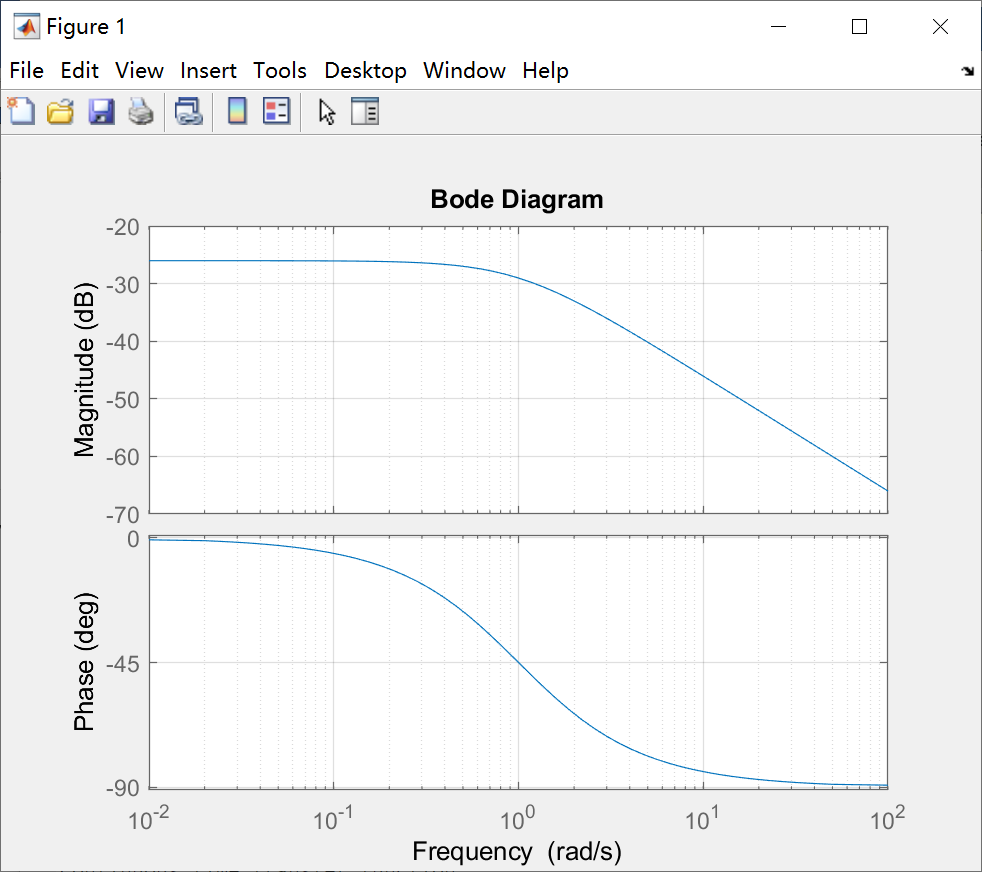 Figure 1
File Edit View Insert Tools Desktop Window Help
Bode Diagram
Magnitude (dB)
-20
-30
-40
-50
-60
-70
Phase (deg)
0
-45
-90
10^-2 10^-1 10^0 10^1 10^2
Frequency (rad/s)